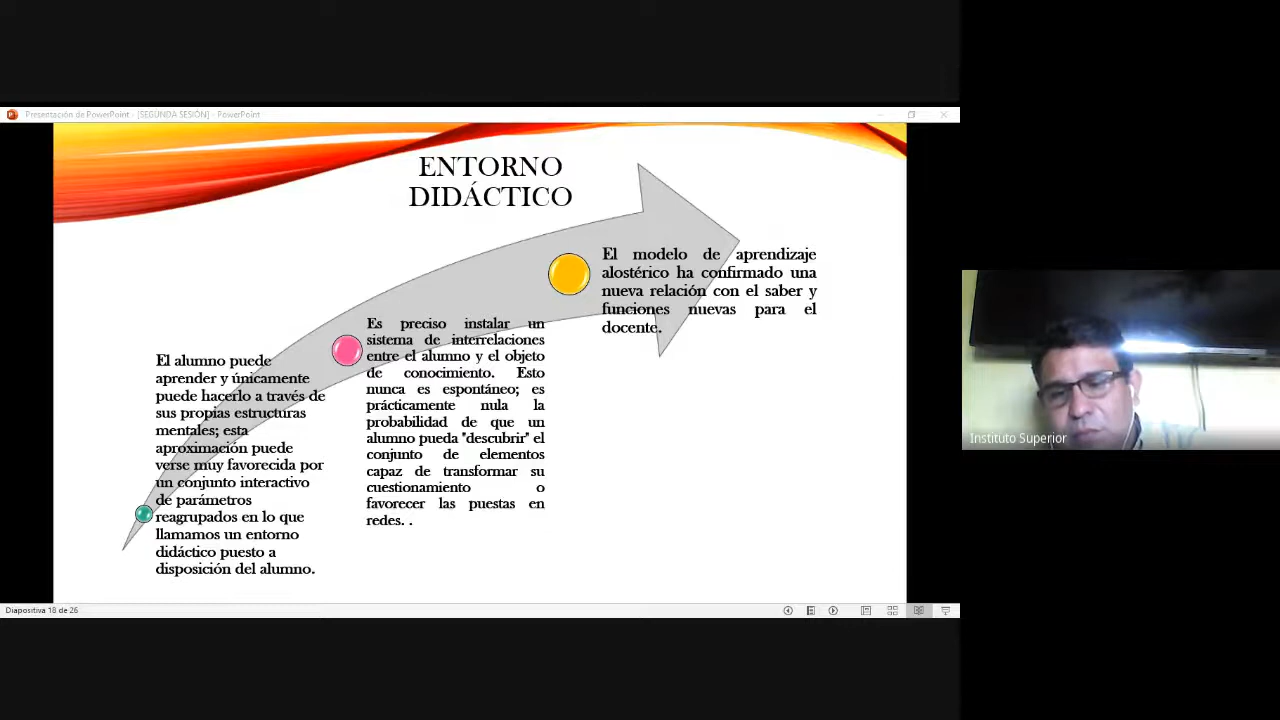 Presentación de PowerPoint - [SEGUNDA SESIÓN] - PowerPoint
ENTORNO
DIDÁCTICO
El alumno puede
aprender y únicamente
puede hacerlo a través de
sus propias estructuras
mentales; esta
aproximación puede
verse muy favorecida por
un conjunto interactivo
de parámetros
reagrupados en lo que
llamamos un entorno
didáctico puesto a
disposición del alumno.
Es preciso instalar un
sistema de interrelaciones
entre el alumno y el objeto
de conocimiento. Esto
nunca es espontáneo; es
prácticamente nula la
probabilidad de que un
alumno pueda "descubrir" el
conjunto de elementos
capaz de transformar su
cuestionamiento o
favorecer las puestas en
redes. .
El modelo de aprendizaje
alostérico ha confirmado una
nueva relación con el saber y
funciones nuevas para el
docente.
Instituto Superior
Diapositiva 18 de 26